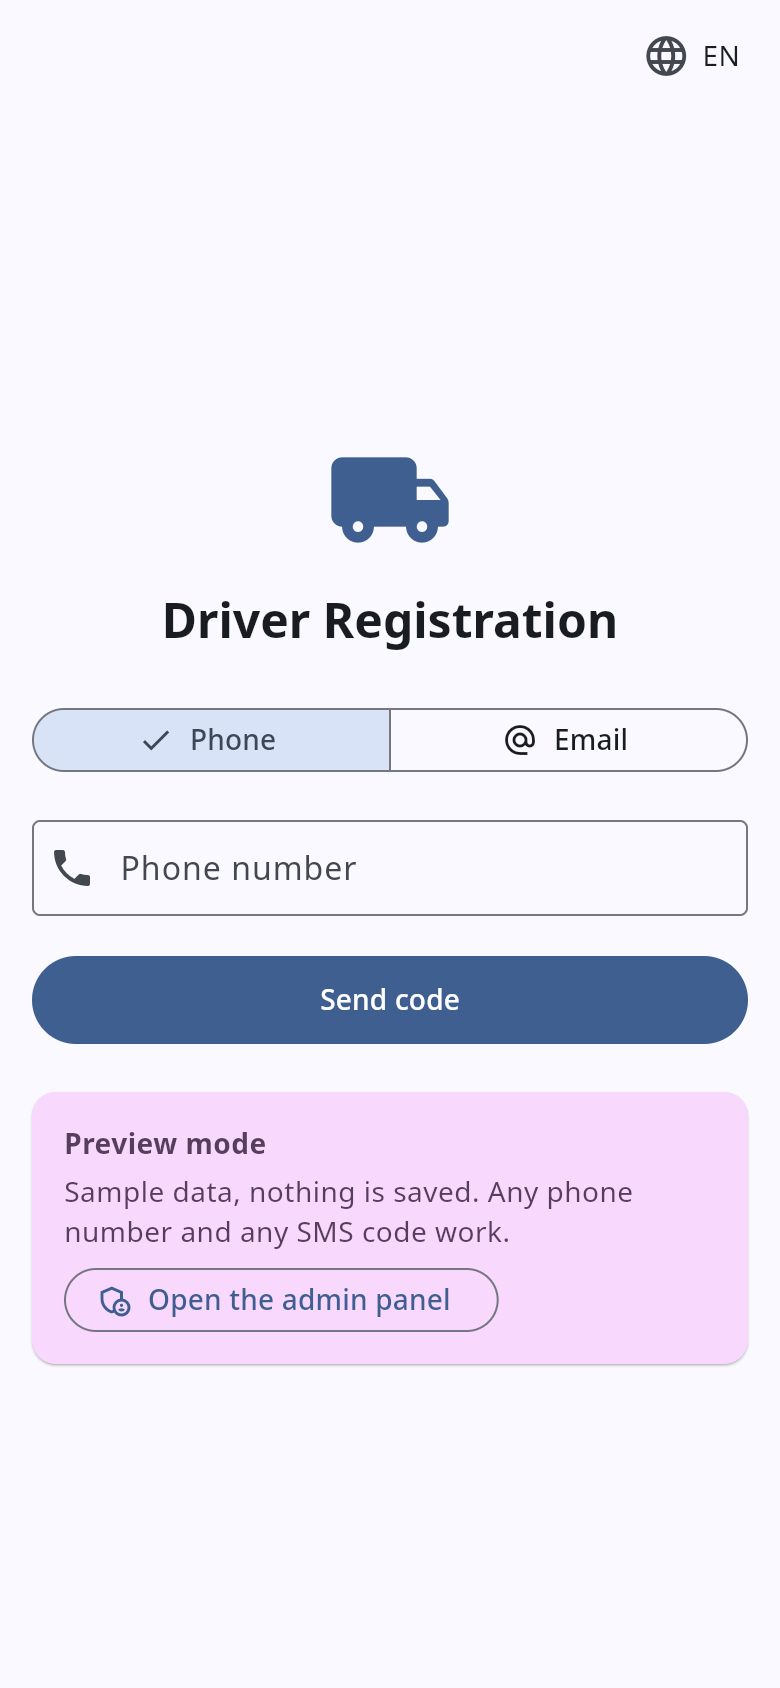 EN
Driver Registration
Phone
Email
Phone number
Send code
Preview mode
Sample data, nothing is saved. Any phone
number and any SMS code work.
Open the admin panel